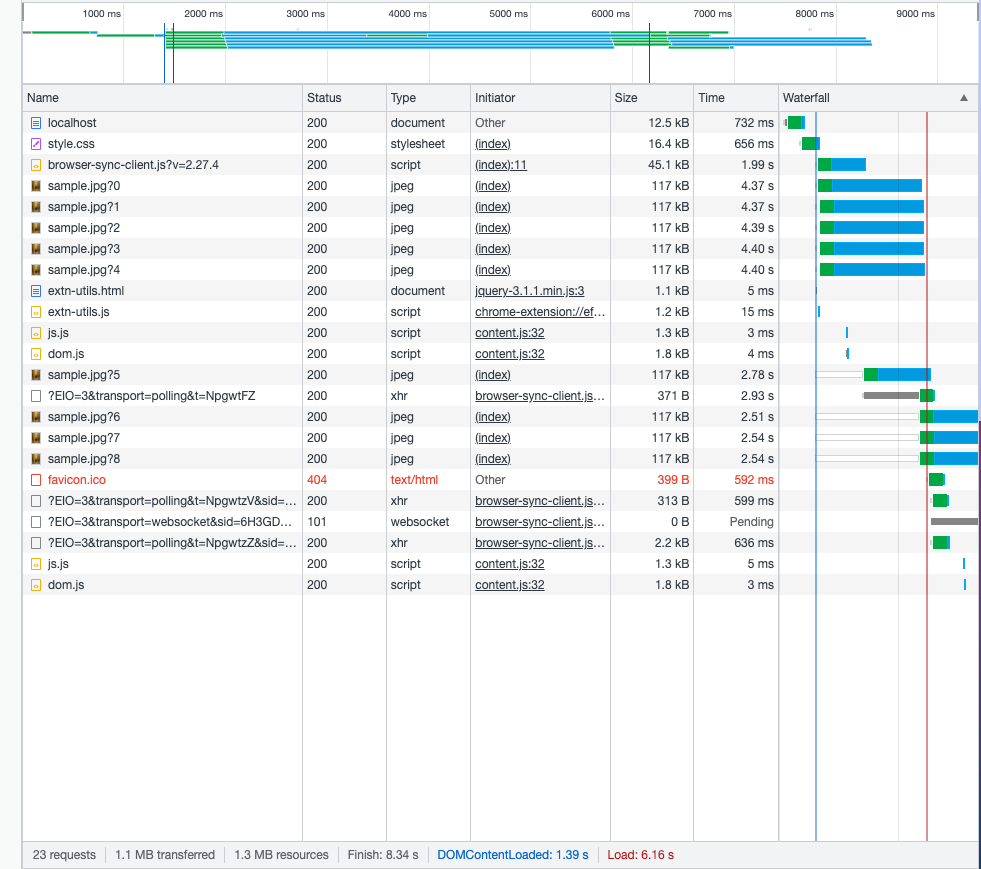 1000 ms 2000 ms 3000 ms 4000 ms 5000 ms 6000 ms 7000 ms 8000 ms 9000 ms
Name Status Type Initiator Size Time Waterfall ▲
localhost 200 document Other 12.5 kB 732 ms
style.css 200 stylesheet (index) 16.4 kB 656 ms
browser-sync-client.js?v=2.27.4 200 script (index):11 45.1 kB 1.99 s
sample.jpg?0 200 jpeg (index) 117 kB 4.37 s
sample.jpg?1 200 jpeg (index) 117 kB 4.37 s
sample.jpg?2 200 jpeg (index) 117 kB 4.39 s
sample.jpg?3 200 jpeg (index) 117 kB 4.40 s
sample.jpg?4 200 jpeg (index) 117 kB 4.40 s
extn-utils.html 200 document jquery-3.1.1.min.js:3 1.1 kB 5 ms
extn-utils.js 200 script chrome-extension://ef... 1.2 kB 15 ms
js.js 200 script content.js:32 1.3 kB 3 ms
dom.js 200 script content.js:32 1.8 kB 4 ms
sample.jpg?5 200 jpeg (index) 117 kB 2.78 s
?EIO=3&transport=polling&t=NpgwtFZ 200 xhr browser-sync-client.js... 371 B 2.93 s
sample.jpg?6 200 jpeg (index) 117 kB 2.51 s
sample.jpg?7 200 jpeg (index) 117 kB 2.54 s
sample.jpg?8 200 jpeg (index) 117 kB 2.54 s
favicon.ico 404 text/html Other 399 B 592 ms
?EIO=3&transport=polling&t=NpgwtzV&sid=... 200 xhr browser-sync-client.js... 313 B 599 ms
?EIO=3&transport=websocket&sid=6H3GD... 101 websocket browser-sync-client.js... 0 B Pending
?EIO=3&transport=polling&t=NpgwtzZ&sid=... 200 xhr browser-sync-client.js... 2.2 kB 636 ms
js.js 200 script content.js:32 1.3 kB 5 ms
dom.js 200 script content.js:32 1.8 kB 3 ms
23 requests 1.1 MB transferred 1.3 MB resources Finish: 8.34 s DOMContentLoaded: 1.39 s Load: 6.16 s